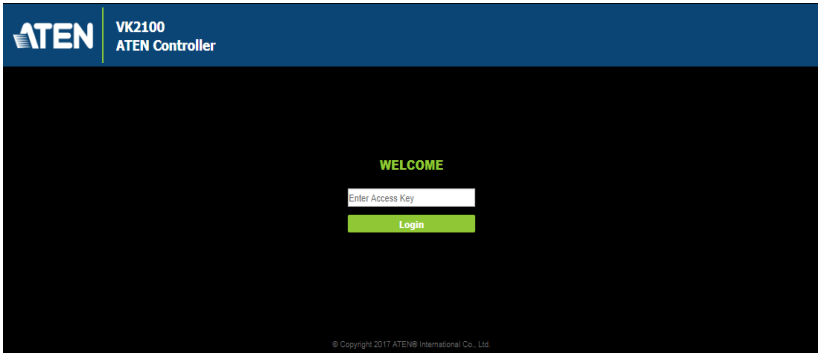 ATEN
VK2100
ATEN Controller
WELCOME
Enter Access Key
Login
© Copyright 2017 ATEN® International Co., Ltd.